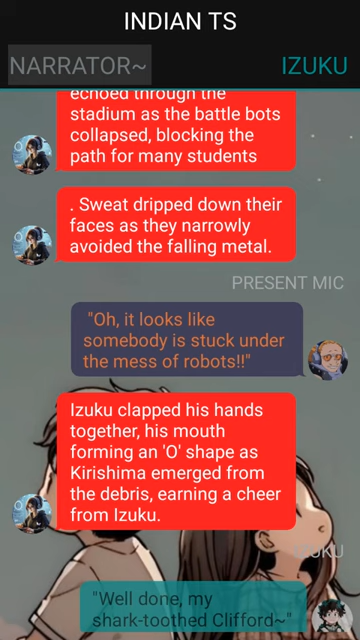 INDIAN TS
NARRATOR~
IZUKU
echoed through the
stadium as the battle bots
collapsed, blocking the
path for many students
. Sweat dripped down their
faces as they narrowly
avoided the falling metal.
PRESENT MIC
"Oh, it looks like
somebody is stuck under
the mess of robots!!"
Izuku clapped his hands
together, his mouth
forming an 'O' shape as
Kirishima emerged from
the debris, earning a cheer
from Izuku.
IZUKU
"Well done, my
shark-toothed Clifford~"